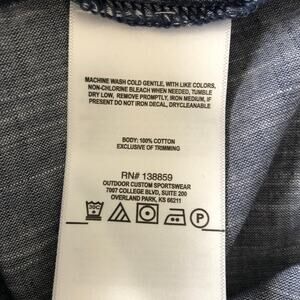 MACHINE WASH COLD GENTLE, WITH LIKE COLORS,
NON-CHLORINE BLEACH WHEN NEEDED, TUMBLE
DRY LOW, REMOVE PROMPTLY, IRON MEDIUM, IF
PRESENT DO NOT IRON DECAL, DRYCLEANABLE
BODY: 100% COTTON
EXCLUSIVE OF TRIMMING
RN# 138859
OUTDOOR CUSTOM SPORTSWEAR
7007 COLLEGE BLVD, SUITE 200
OVERLAND PARK, KS 66211
30C P